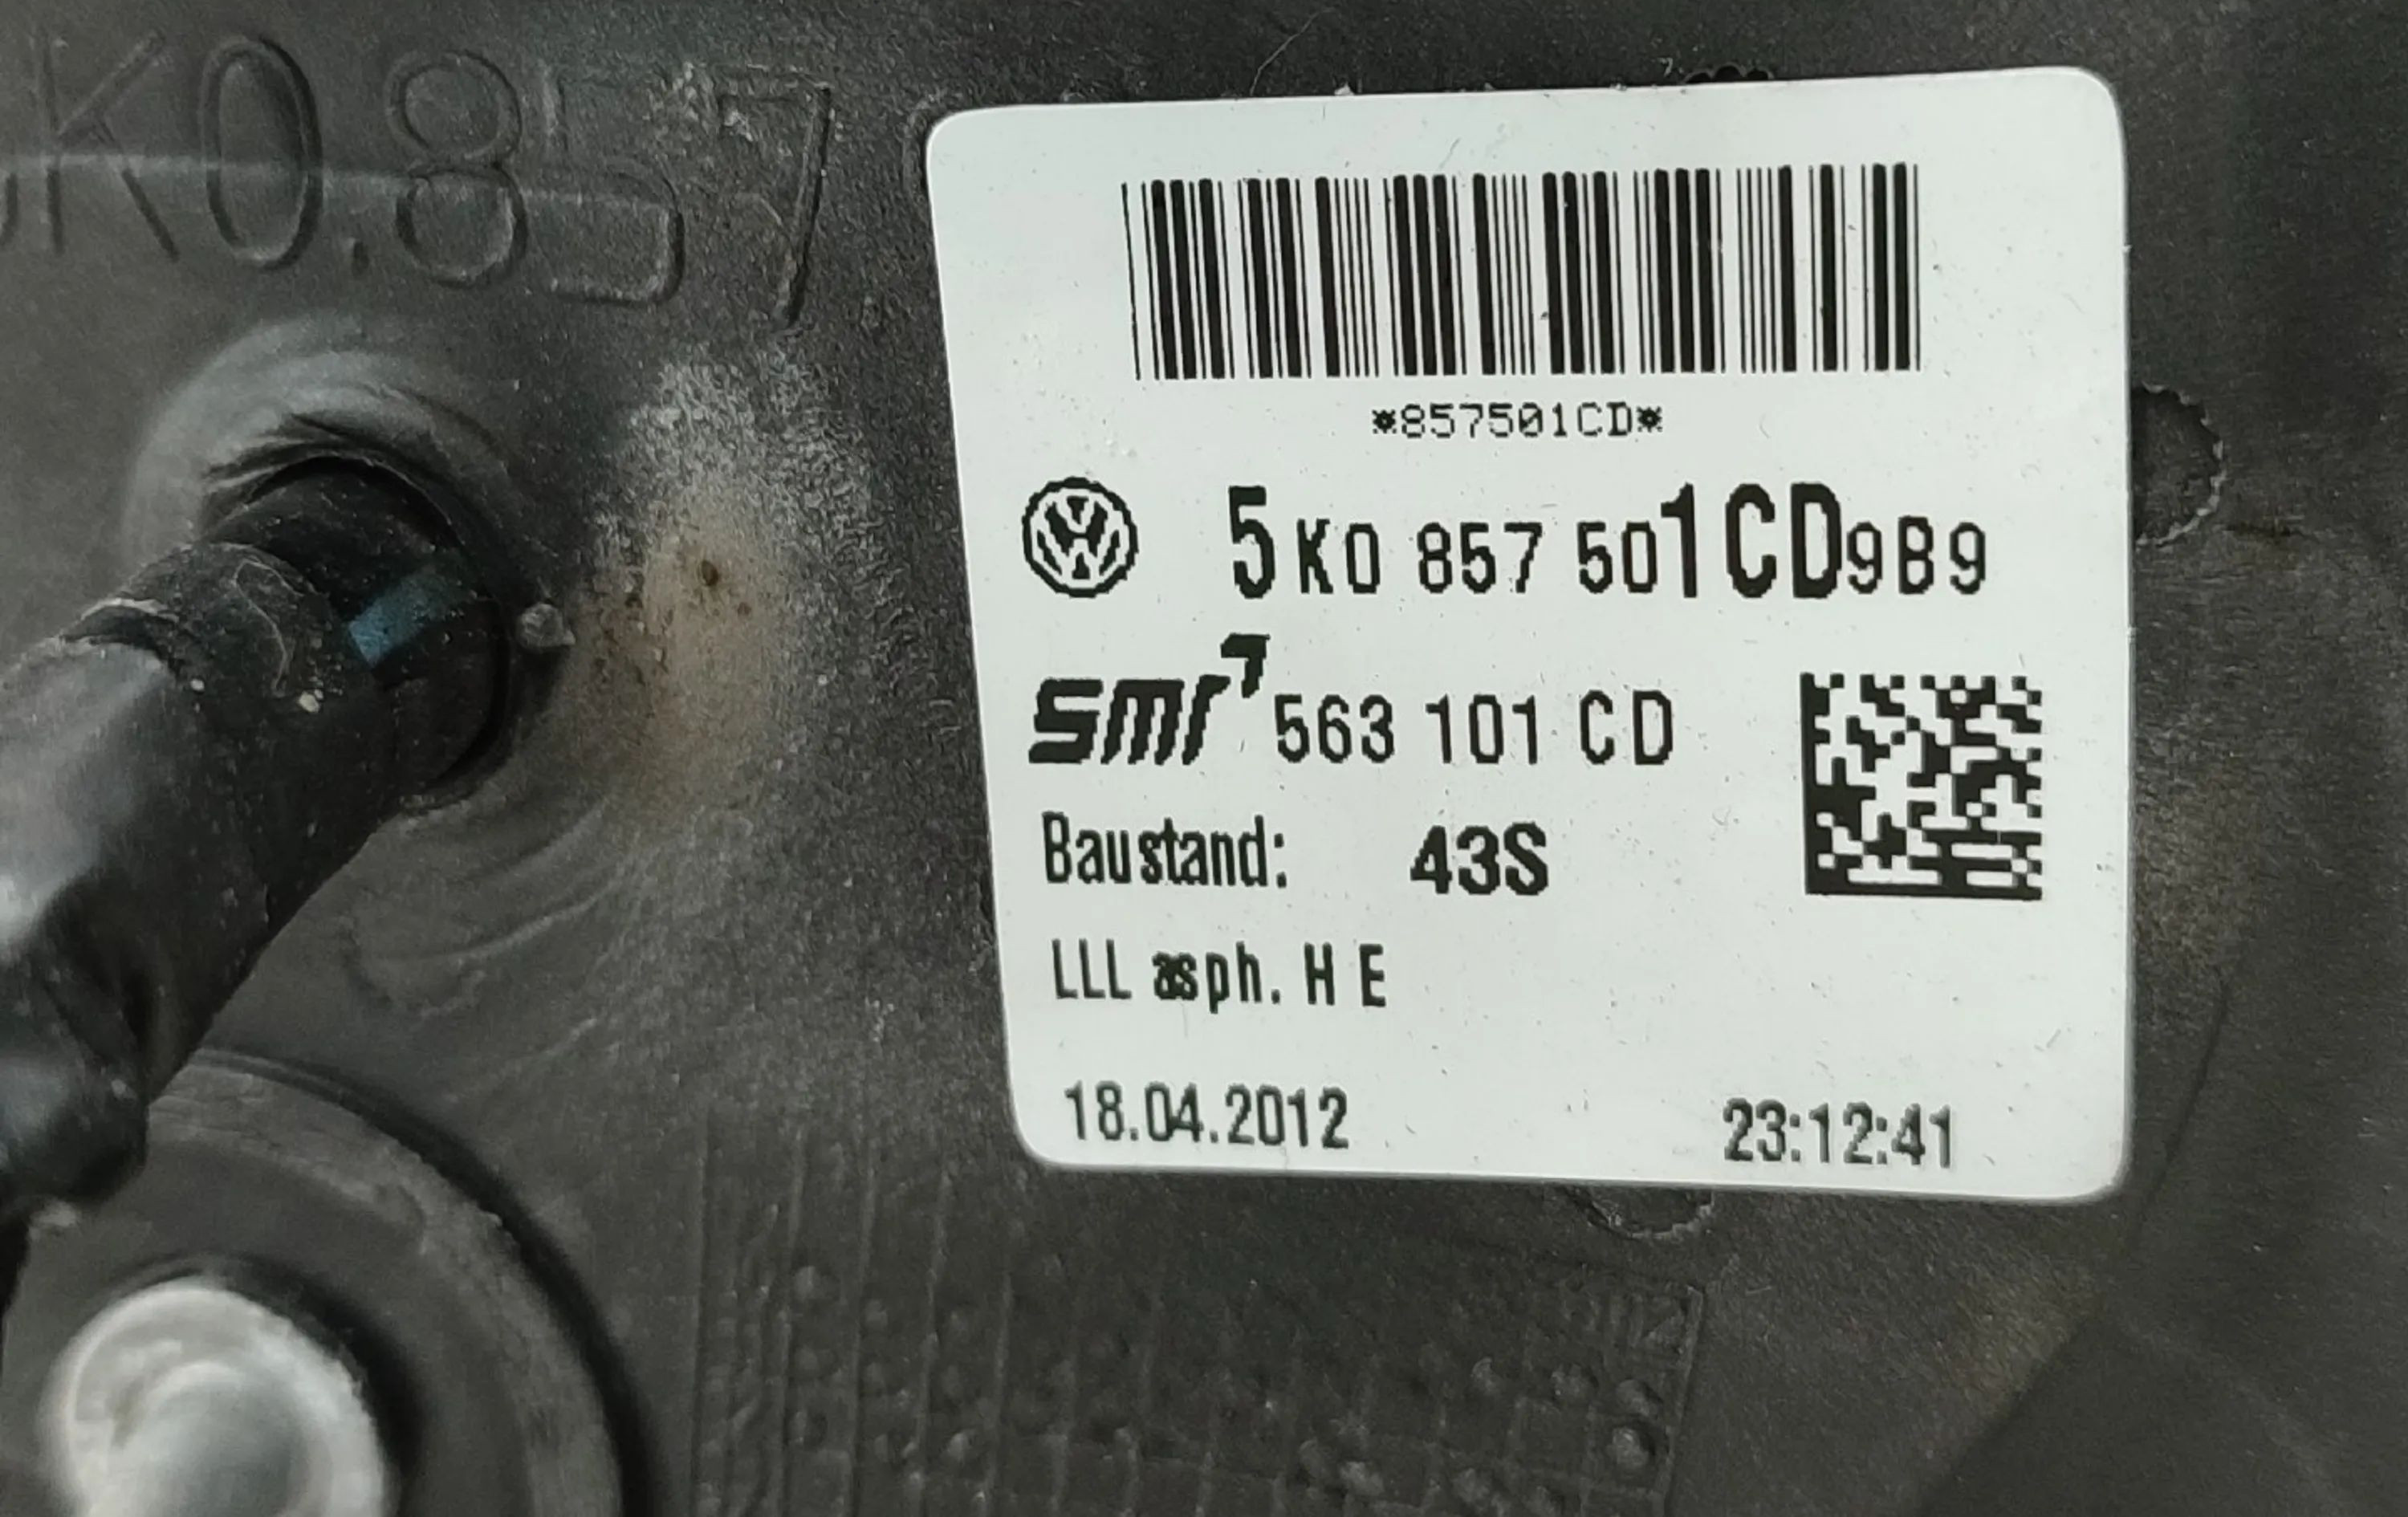 K0.857
*857501CD*
5K0 857 501CD9B9
smr 563 101 CD
Baustand: 43S
LLL asph. H E
18.04.2012 23:12:41